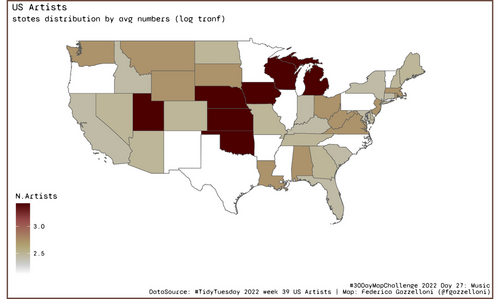 US Artists
states distribution by avg numbers (log tranf)
N.Artists
3.0
2.5
#30DayMapChallenge 2022 Day 27: Music
DataSource: #TidyTuesday 2022 week 39 US Artists | Map: Federica Gazzelloni (@fgazzelloni)